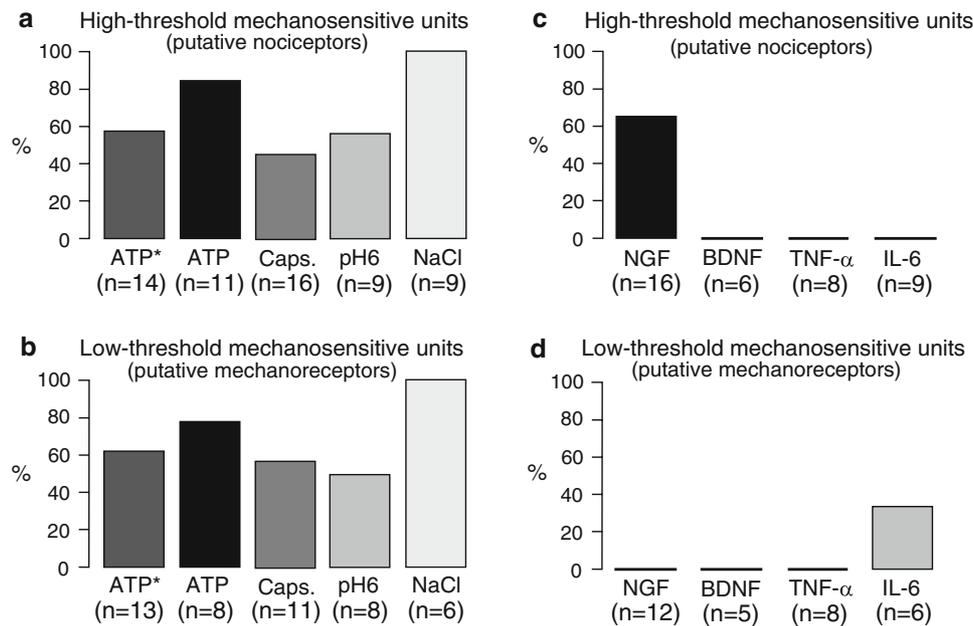 a High-threshold mechanosensitive units
(putative nociceptors)
100
80
60
%
40
20
0
ATP* ATP Caps. pH6 NaCl
(n=14) (n=11) (n=16) (n=9) (n=9)
c High-threshold mechanosensitive units
(putative nociceptors)
100
80
60
%
40
20
0
NGF BDNF TNF-α IL-6
(n=16) (n=6) (n=8) (n=9)
b Low-threshold mechanosensitive units
(putative mechanoreceptors)
100
80
60
%
40
20
0
ATP* ATP Caps. pH6 NaCl
(n=13) (n=8) (n=11) (n=8) (n=6)
d Low-threshold mechanosensitive units
(putative mechanoreceptors)
100
80
60
%
40
20
0
NGF BDNF TNF-α IL-6
(n=12) (n=5) (n=8) (n=6)